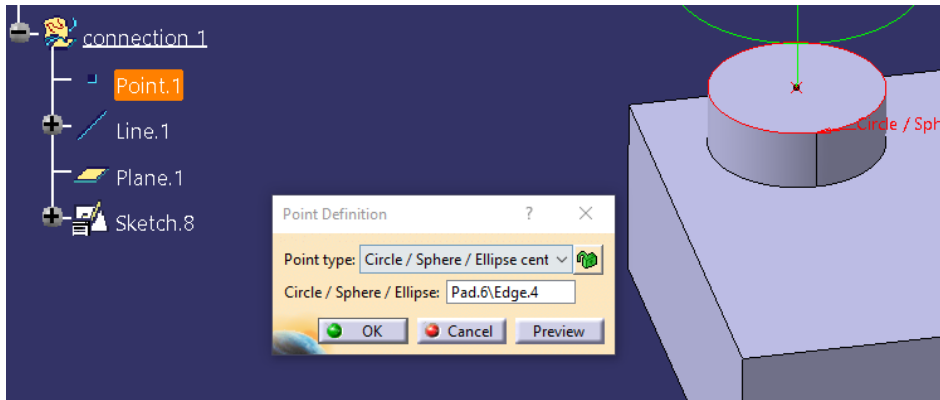 connection 1
Point.1
Line.1
Plane.1
Sketch.8
Circle / Sph
Point Definition
Point type: Circle / Sphere / Ellipse cent
Circle / Sphere / Ellipse: Pad.6\Edge.4
OK Cancel Preview